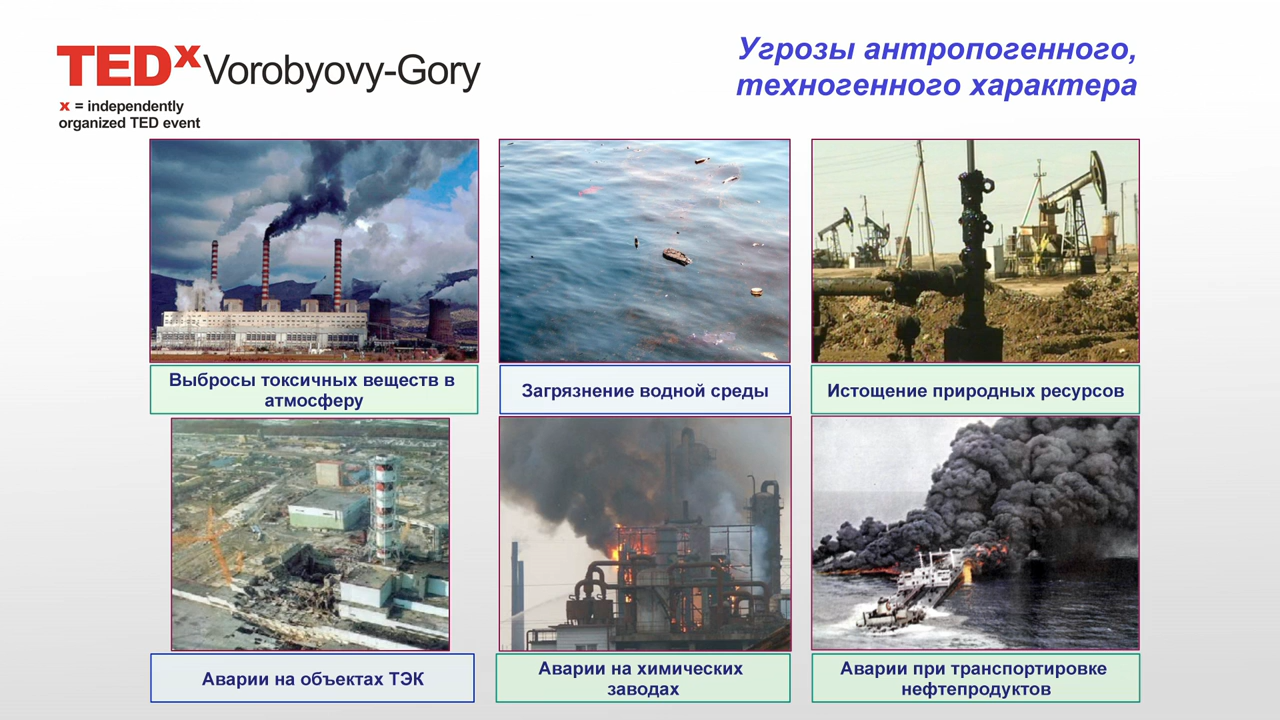 TEDx Vorobyovy-Gory
x = independently
organized TED event
Угрозы антропогенного,
техногенного характера
Выбросы токсичных веществ в
атмосферу
Загрязнение водной среды
Истощение природных ресурсов
Аварии на объектах ТЭК
Аварии на химических
заводах
Аварии при транспортировке
нефтепродуктов